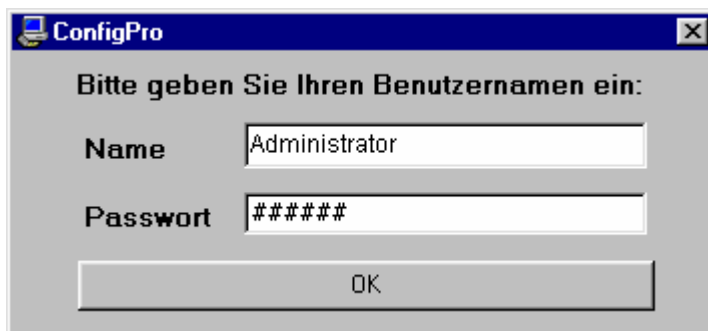 ConfigPro
Bitte geben Sie Ihren Benutzernamen ein:
Name Administrator
Passwort ######
OK